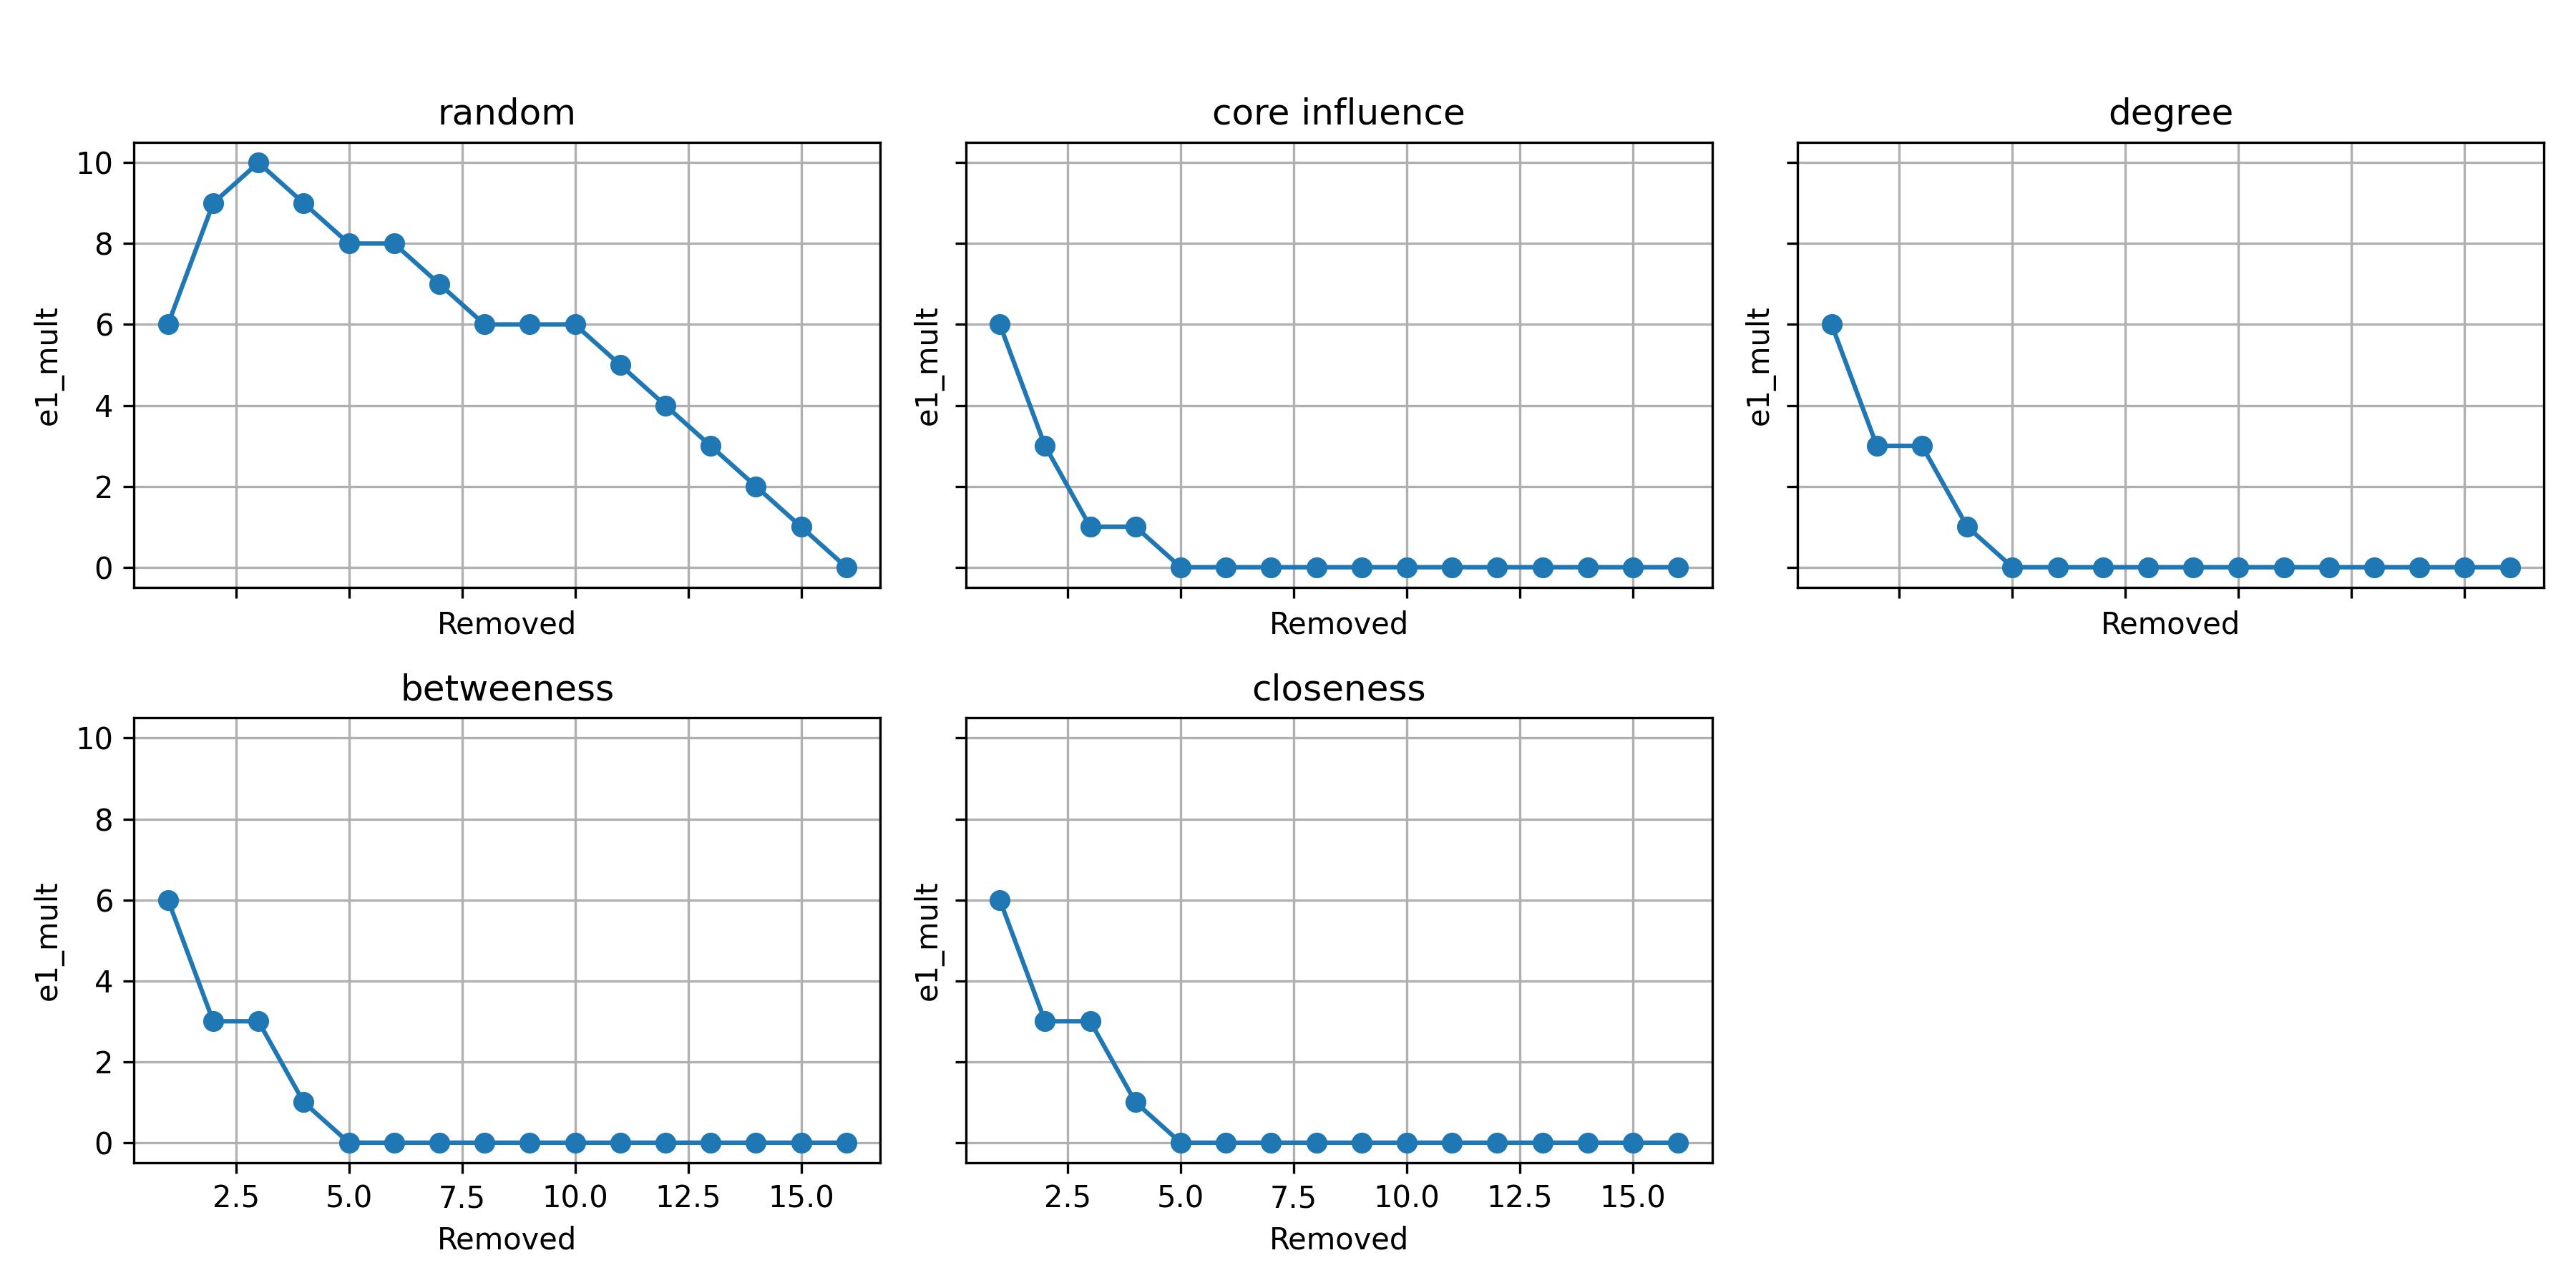 random
10
8
6
4
2
0
e1_mult
Removed
core influence
e1_mult
Removed
degree
e1_mult
Removed
betweeness
10
8
6
4
2
0
e1_mult
2.5 5.0 7.5 10.0 12.5 15.0
Removed
closeness
e1_mult
2.5 5.0 7.5 10.0 12.5 15.0
Removed